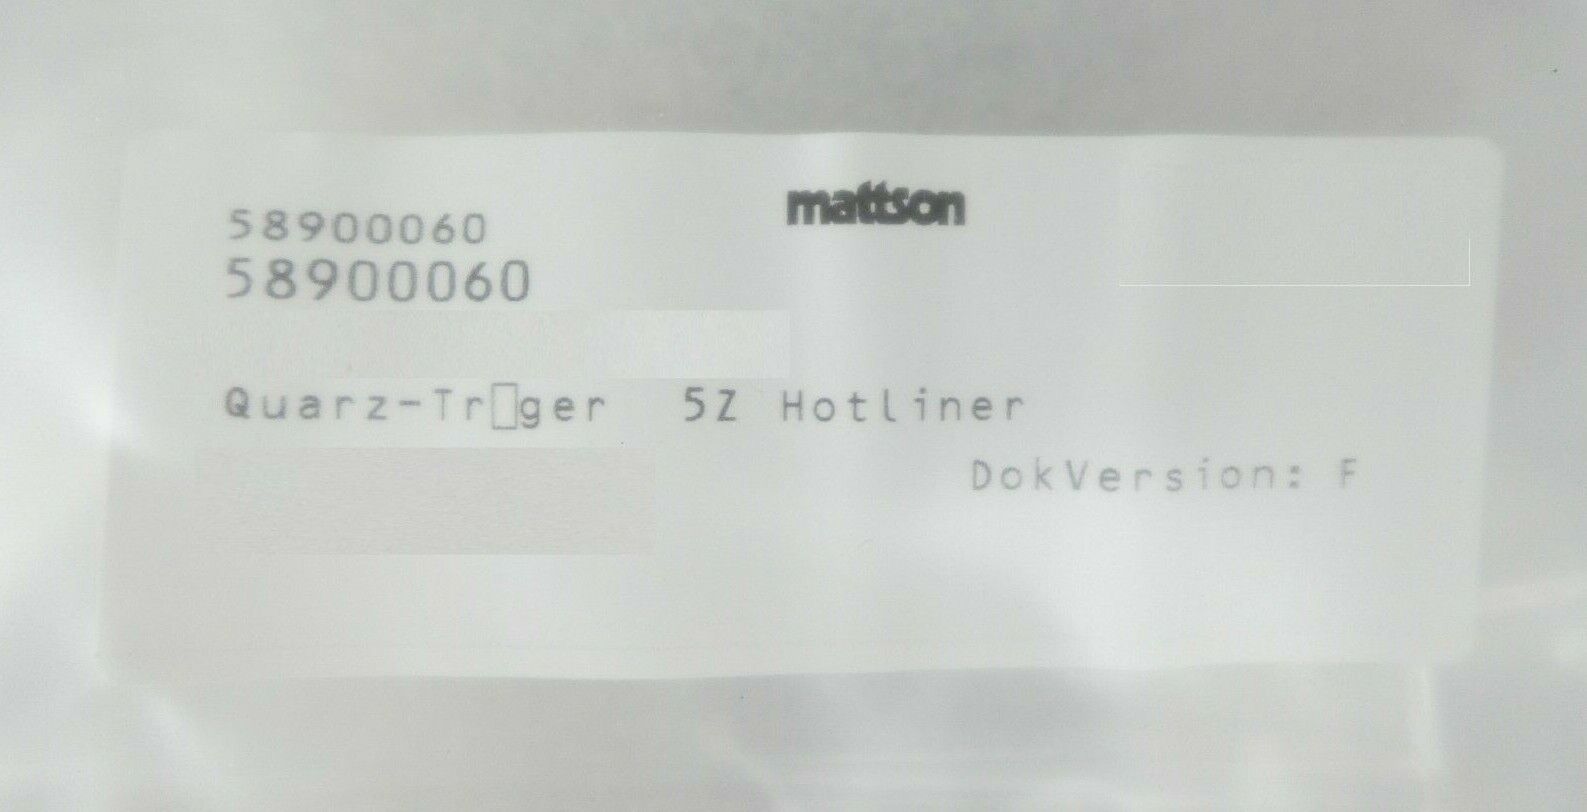 mattson
58900060
58900060
Quarz-Tr□ger 5Z Hotliner
DokVersion: F